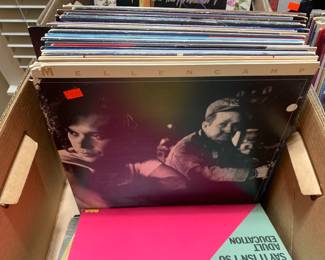 MELLENCAMP
SAY IT ISN'T SO
ADULT
EDUCATION